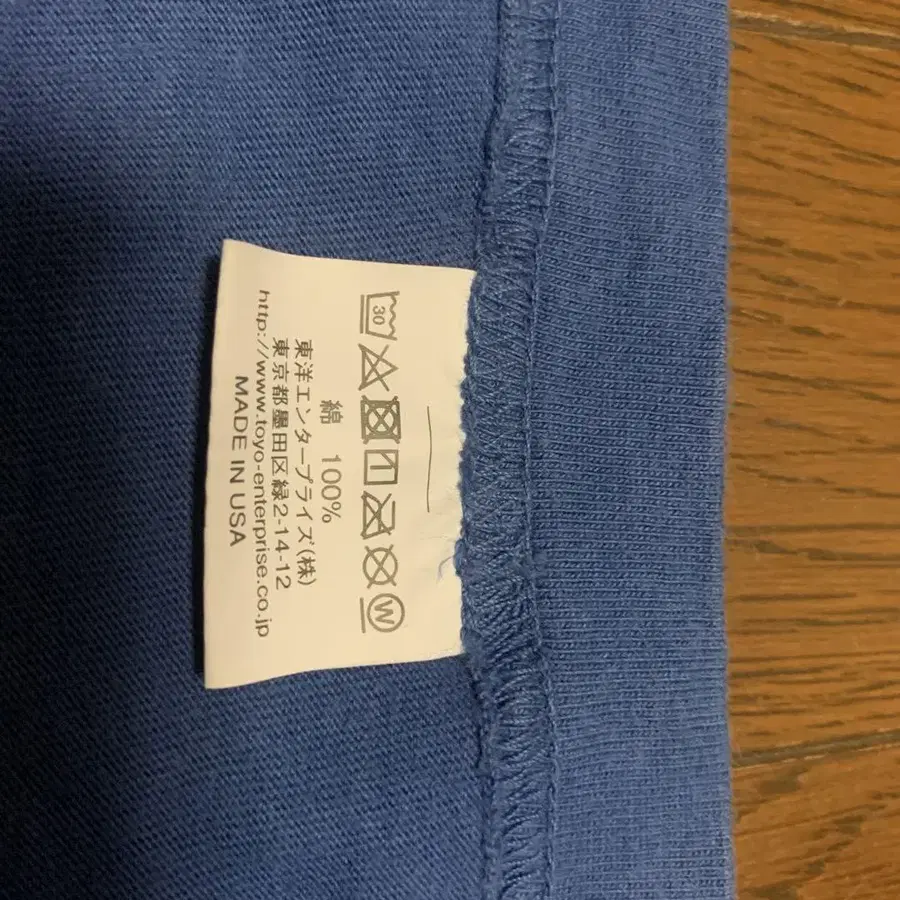 30
W
綿 100%
東洋エンタープライズ(株)
東京都墨田区緑2-14-12
http://www.toyo-enterprise.co.jp
MADE IN USA